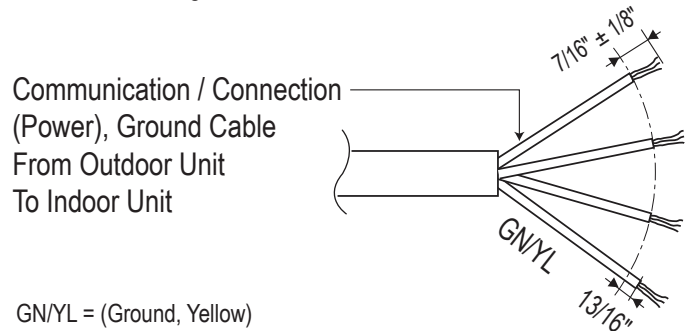 7/16" ± 1/8"
Communication / Connection
(Power), Ground Cable
From Outdoor Unit
To Indoor Unit
GN/YL
13/16"
GN/YL = (Ground, Yellow)